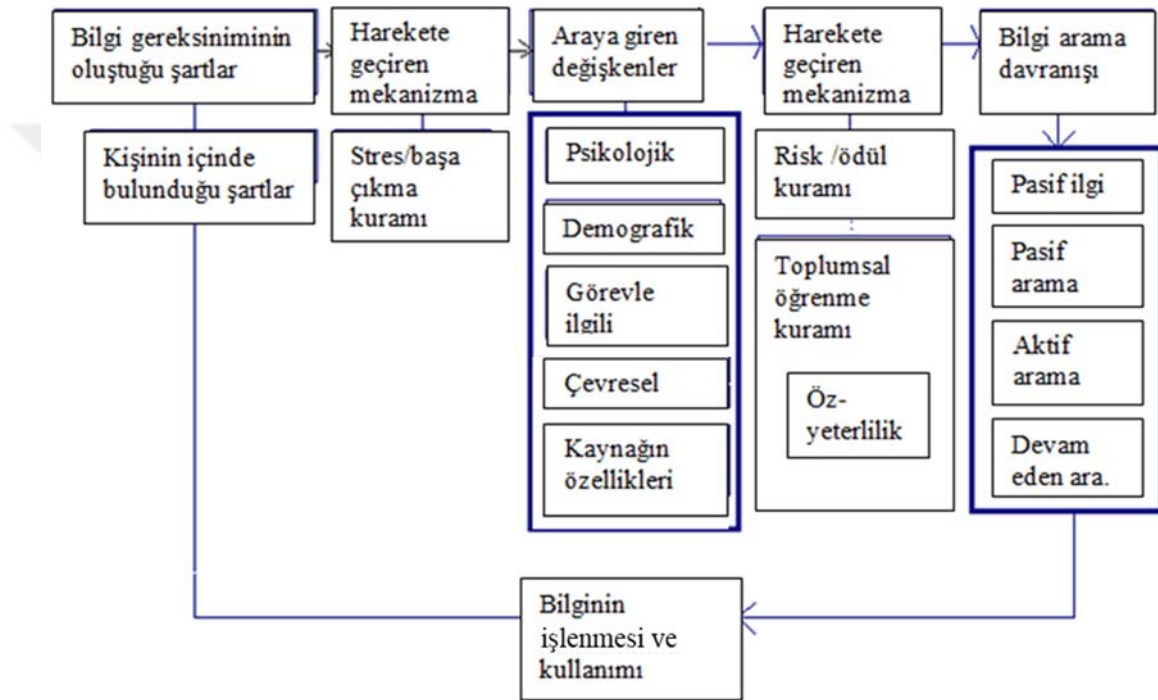 Bilgi gereksiniminin
oluştuğu şartlar
Harekete
geçiren
mekanizma
Araya giren
değişkenler
Harekete
geçiren
mekanizma
Bilgi arama
davranışı
Kişinin içinde
bulunduğu şartlar
Stres/başa
çıkma
kuramı
Psikolojik
Demografik
Görevle
ilgili
Çevresel
Kaynağın
özellikleri
Risk /ödül
kuramı
Toplumsal
öğrenme
kuramı
Öz-
yeterlilik
Pasif ilgi
Pasif
arama
Aktif
arama
Devam
eden ara.
Bilginin
işlenmesi ve
kullanımı